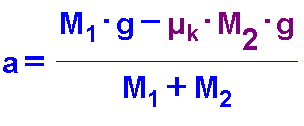 a = (M₁ · g − μₖ · M₂ · g) / (M₁ + M₂)